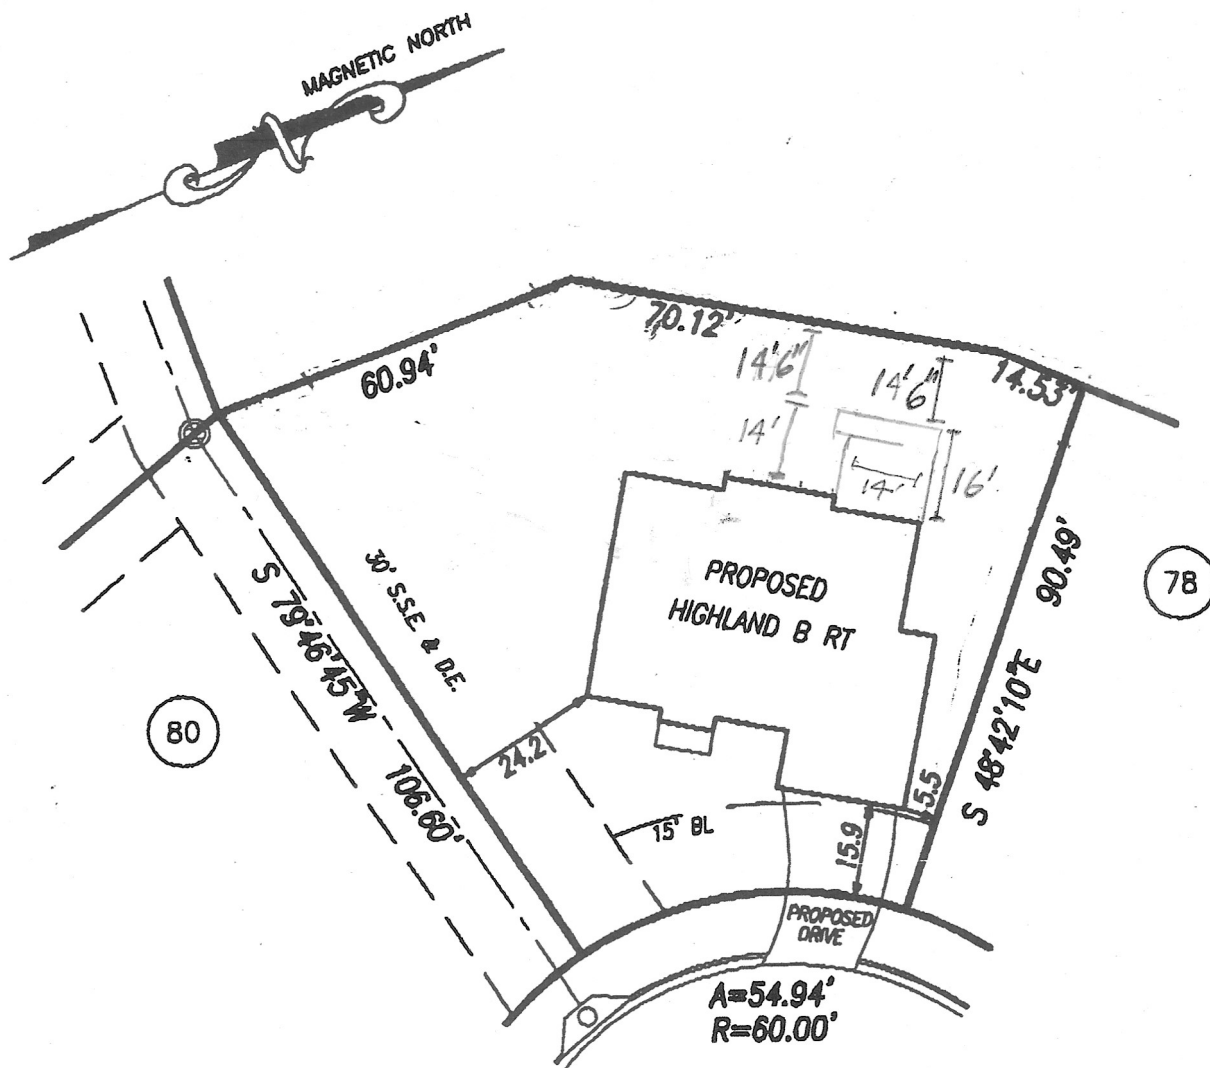 MAGNETIC NORTH
70.12'
60.94'
14'6"
14'6"
14.53'
14'
14'
16'
90.49'
78
PROPOSED
HIGHLAND B RT
30' S.S.E. & D.E.
S 79°46'45"W
106.60'
80
S 48°42'10"E
24.2
15' BL
15.9
5.5
PROPOSED
DRIVE
A=54.94'
R=60.00'